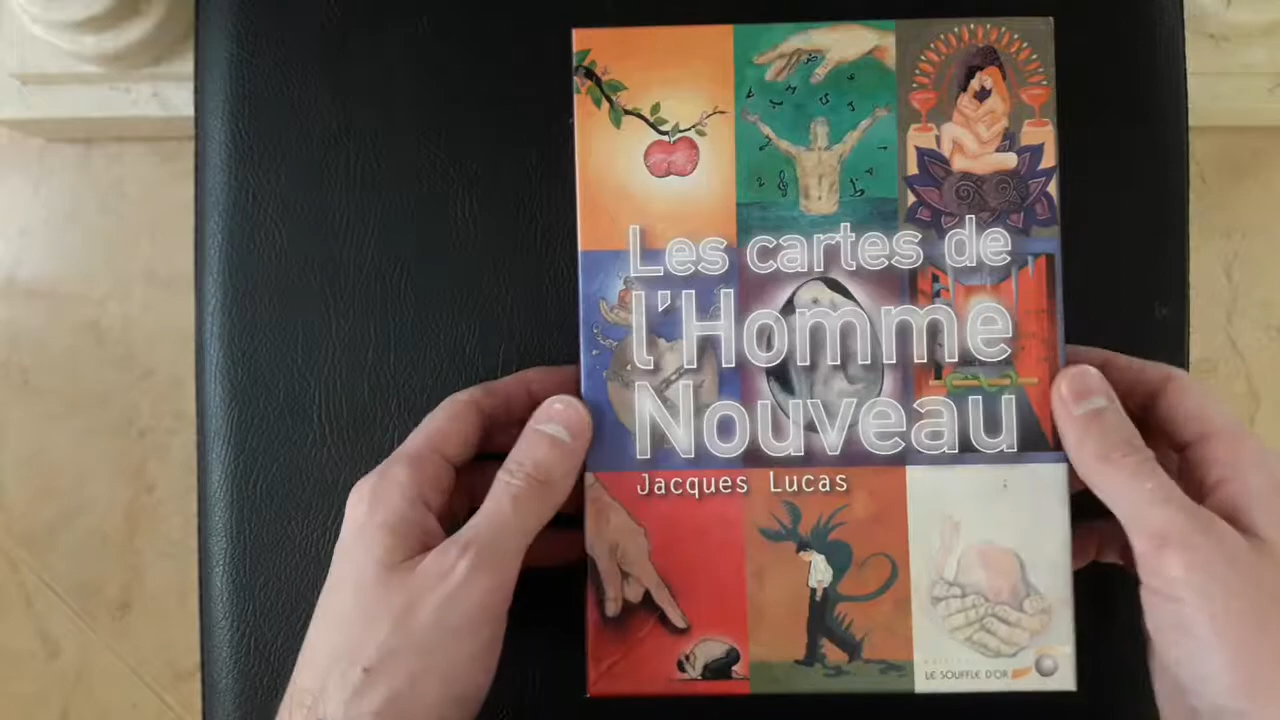 Les cartes de
l'Homme
Nouveau
Jacques Lucas
LE SOUFFLE D'OR